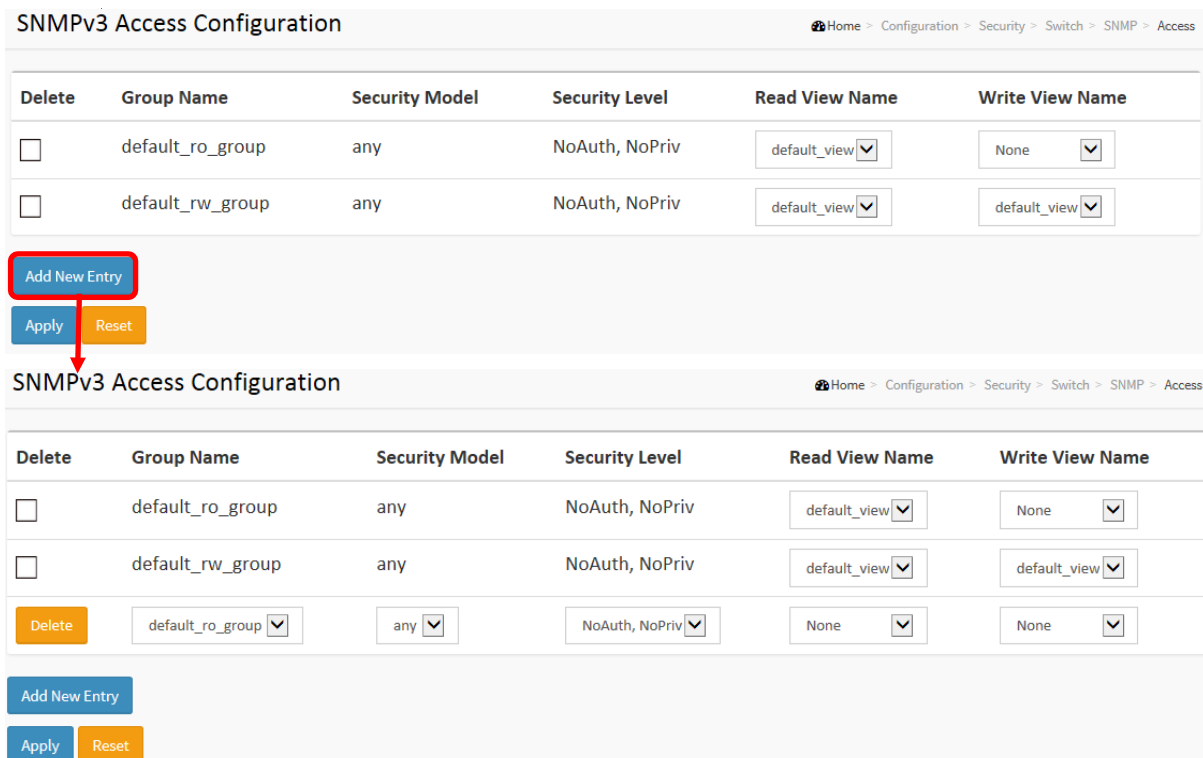 SNMPv3 Access Configuration
Home > Configuration > Security > Switch > SNMP > Access
Delete Group Name Security Model Security Level Read View Name Write View Name
default_ro_group any NoAuth, NoPriv default_view None
default_rw_group any NoAuth, NoPriv default_view default_view
Add New Entry
Apply Reset
SNMPv3 Access Configuration
Home > Configuration > Security > Switch > SNMP > Access
Delete Group Name Security Model Security Level Read View Name Write View Name
default_ro_group any NoAuth, NoPriv default_view None
default_rw_group any NoAuth, NoPriv default_view default_view
Delete default_ro_group any NoAuth, NoPriv None None
Add New Entry
Apply Reset